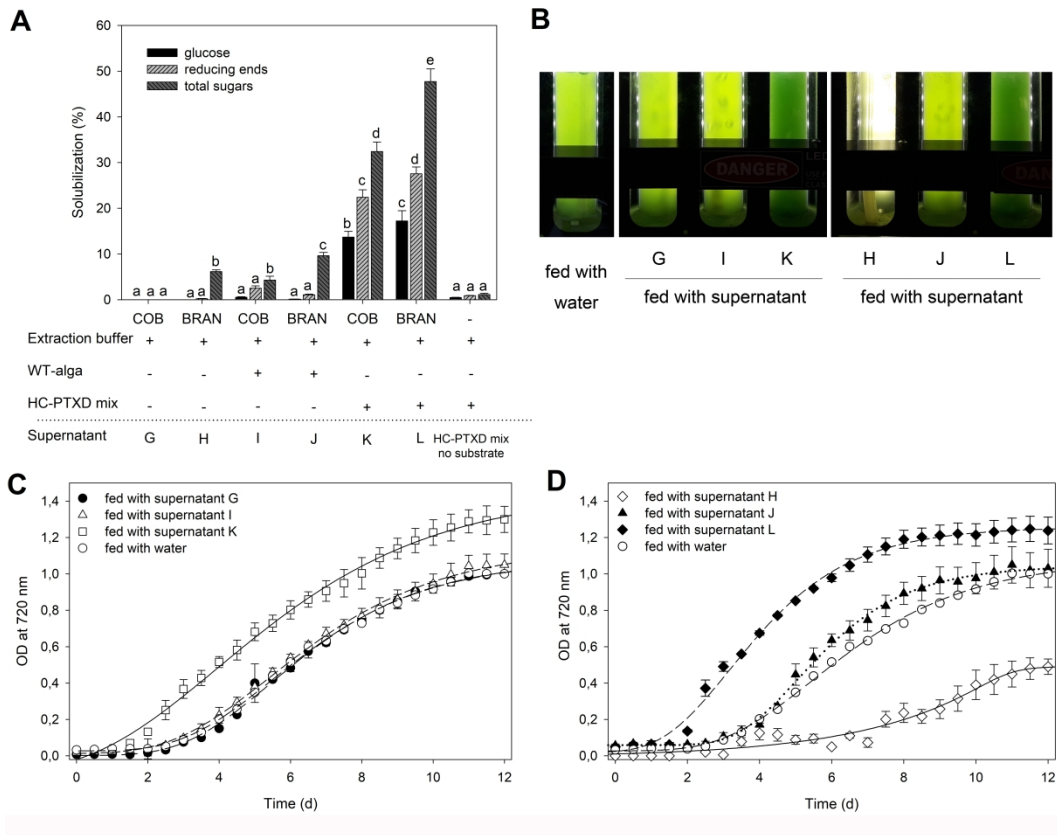 A
60
50
40
30
20
10
0
Solubilization (%)
glucose
reducing ends
total sugars
a a a
a a b
a a b
a a c
b c d
c d e
a a a
COB BRAN COB BRAN COB BRAN -
Extraction buffer + + + + + + +
WT-alga - - + + - - -
HC-PTXD mix - - - - + + +
Supernatant G H I J K L HC-PTXD mix
no substrate
B
DANGER
LED
DANGER
fed with
water
G I K
fed with supernatant
H J L
fed with supernatant
C
fed with supernatant G
fed with supernatant I
fed with supernatant K
fed with water
1,4
1,2
1,0
0,8
0,6
0,4
0,2
0,0
OD at 720 nm
0 2 4 6 8 10 12
Time (d)
D
fed with supernatant H
fed with supernatant J
fed with supernatant L
fed with water
1,4
1,2
1,0
0,8
0,6
0,4
0,2
0,0
OD at 720 nm
0 2 4 6 8 10 12
Time (d)